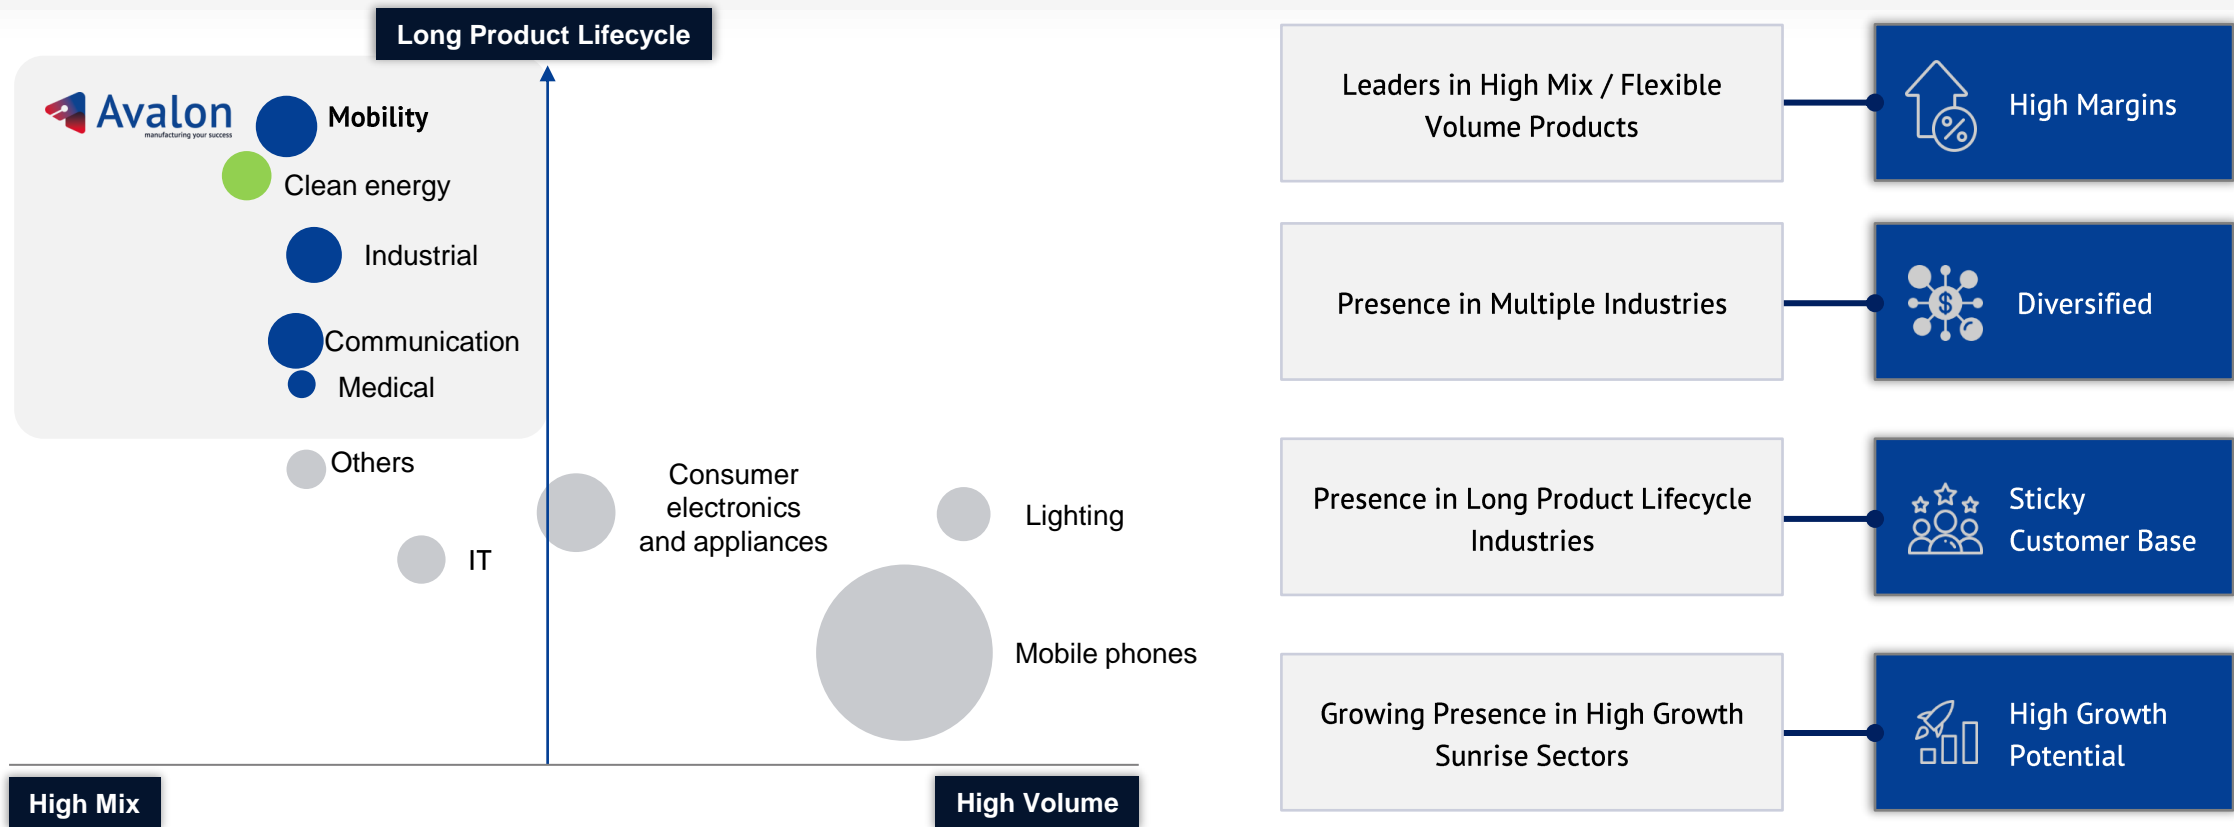 Long Product Lifecycle
Avalon
manufacturing your success
Mobility
Clean energy
Industrial
Communication
Medical
Others
IT
Consumer
electronics
and appliances
Lighting
Mobile phones
High Mix
High Volume
Leaders in High Mix / Flexible
Volume Products
%
High Margins
Presence in Multiple Industries
$
Diversified
Presence in Long Product Lifecycle
Industries
Sticky
Customer Base
Growing Presence in High Growth
Sunrise Sectors
High Growth
Potential